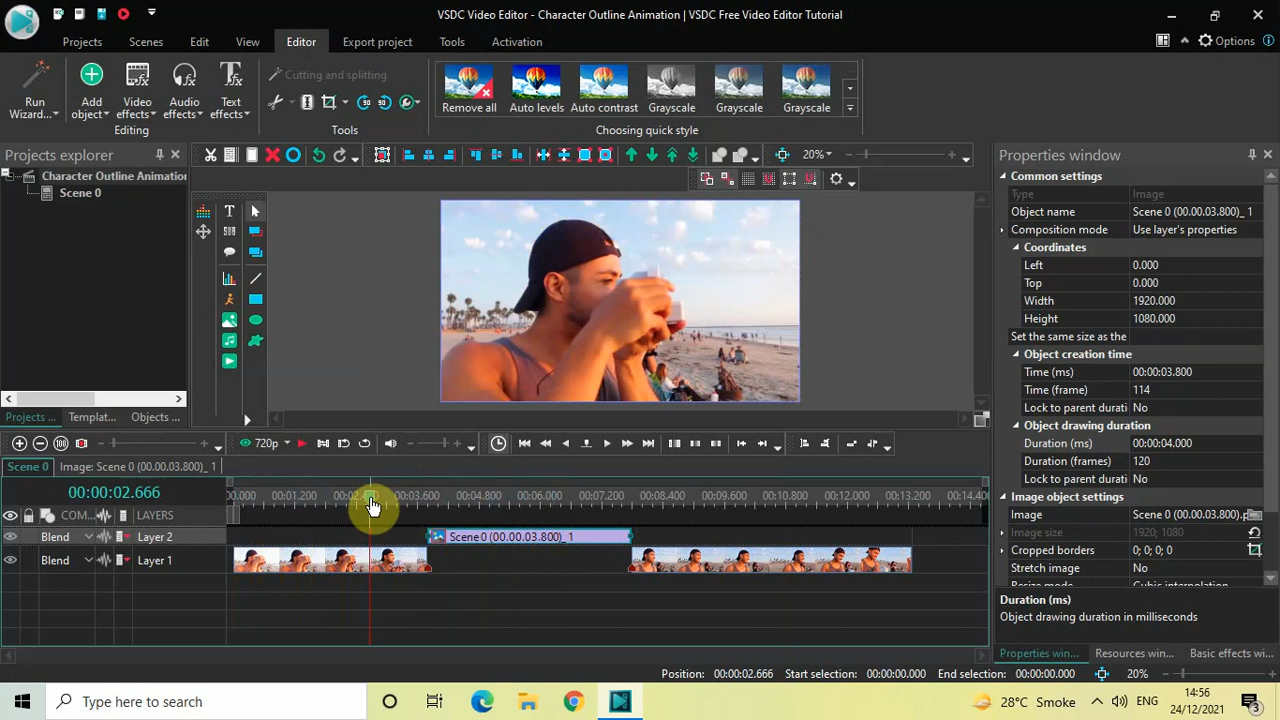 VSDC Video Editor - Character Outline Animation | VSDC Free Video Editor Tutorial
Projects Scenes Edit View Editor Export project Tools Activation
Options
Run Wizard...
Add object
Video effects
Audio effects
Text effects
Cutting and splitting
Remove all Auto levels Auto contrast Grayscale Grayscale Grayscale
Editing Tools Choosing quick style
Projects explorer
20%
Properties window
Character Outline Animation
Scene 0
Common settings
Type Image
Object name Scene 0 (00.00.03.800)_ 1
Composition mode Use layer's properties
Coordinates
Left 0.000
Top 0.000
Width 1920.000
Height 1080.000
Set the same size as the
Object creation time
Time (ms) 00:00:03.800
Time (frame) 114
Lock to parent durati No
Object drawing duration
Duration (ms) 00:00:04.000
Duration (frames) 120
Lock to parent durati No
Image object settings
Image Scene 0 (00.00.03.800).p
Image size 1920; 1080
Cropped borders 0; 0; 0; 0
Stretch image No
Resize mode Cubic interpolation
Duration (ms)
Object drawing duration in milliseconds
Properties win... Resources win... Basic effects wi...
Projects ... Templat... Objects ...
720p
Scene 0 Image: Scene 0 (00.00.03.800)_ 1
00:00:02.666
0.000 00:01.200 00:02.4 00:03.600 00:04.800 00:06.000 00:07.200 00:08.400 00:09.600 00:10.800 00:12.000 00:13.200 00:14.40
COM... LAYERS
Blend Layer 2 Scene 0 (00.00.03.800)_ 1
Blend Layer 1
Position: 00:00:02.666 Start selection: 00:00:00.000 End selection: 00:00:00.000 20%
Type here to search
28°C Smoke ENG
14:56
24/12/2021
3